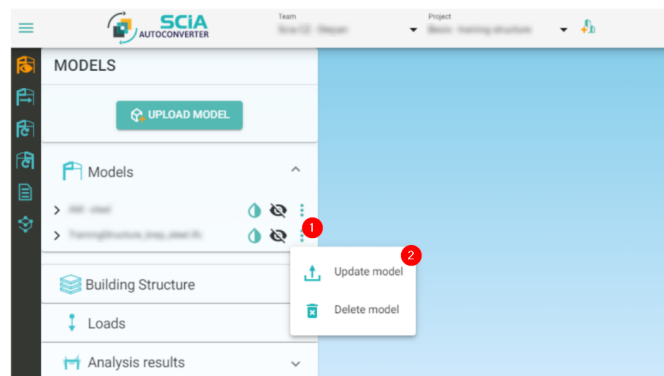 Team
Project
SCiA
AUTOCONVERTER
MODELS
UPLOAD MODEL
Models
1
2
Update model
Delete model
Building Structure
Loads
Analysis results